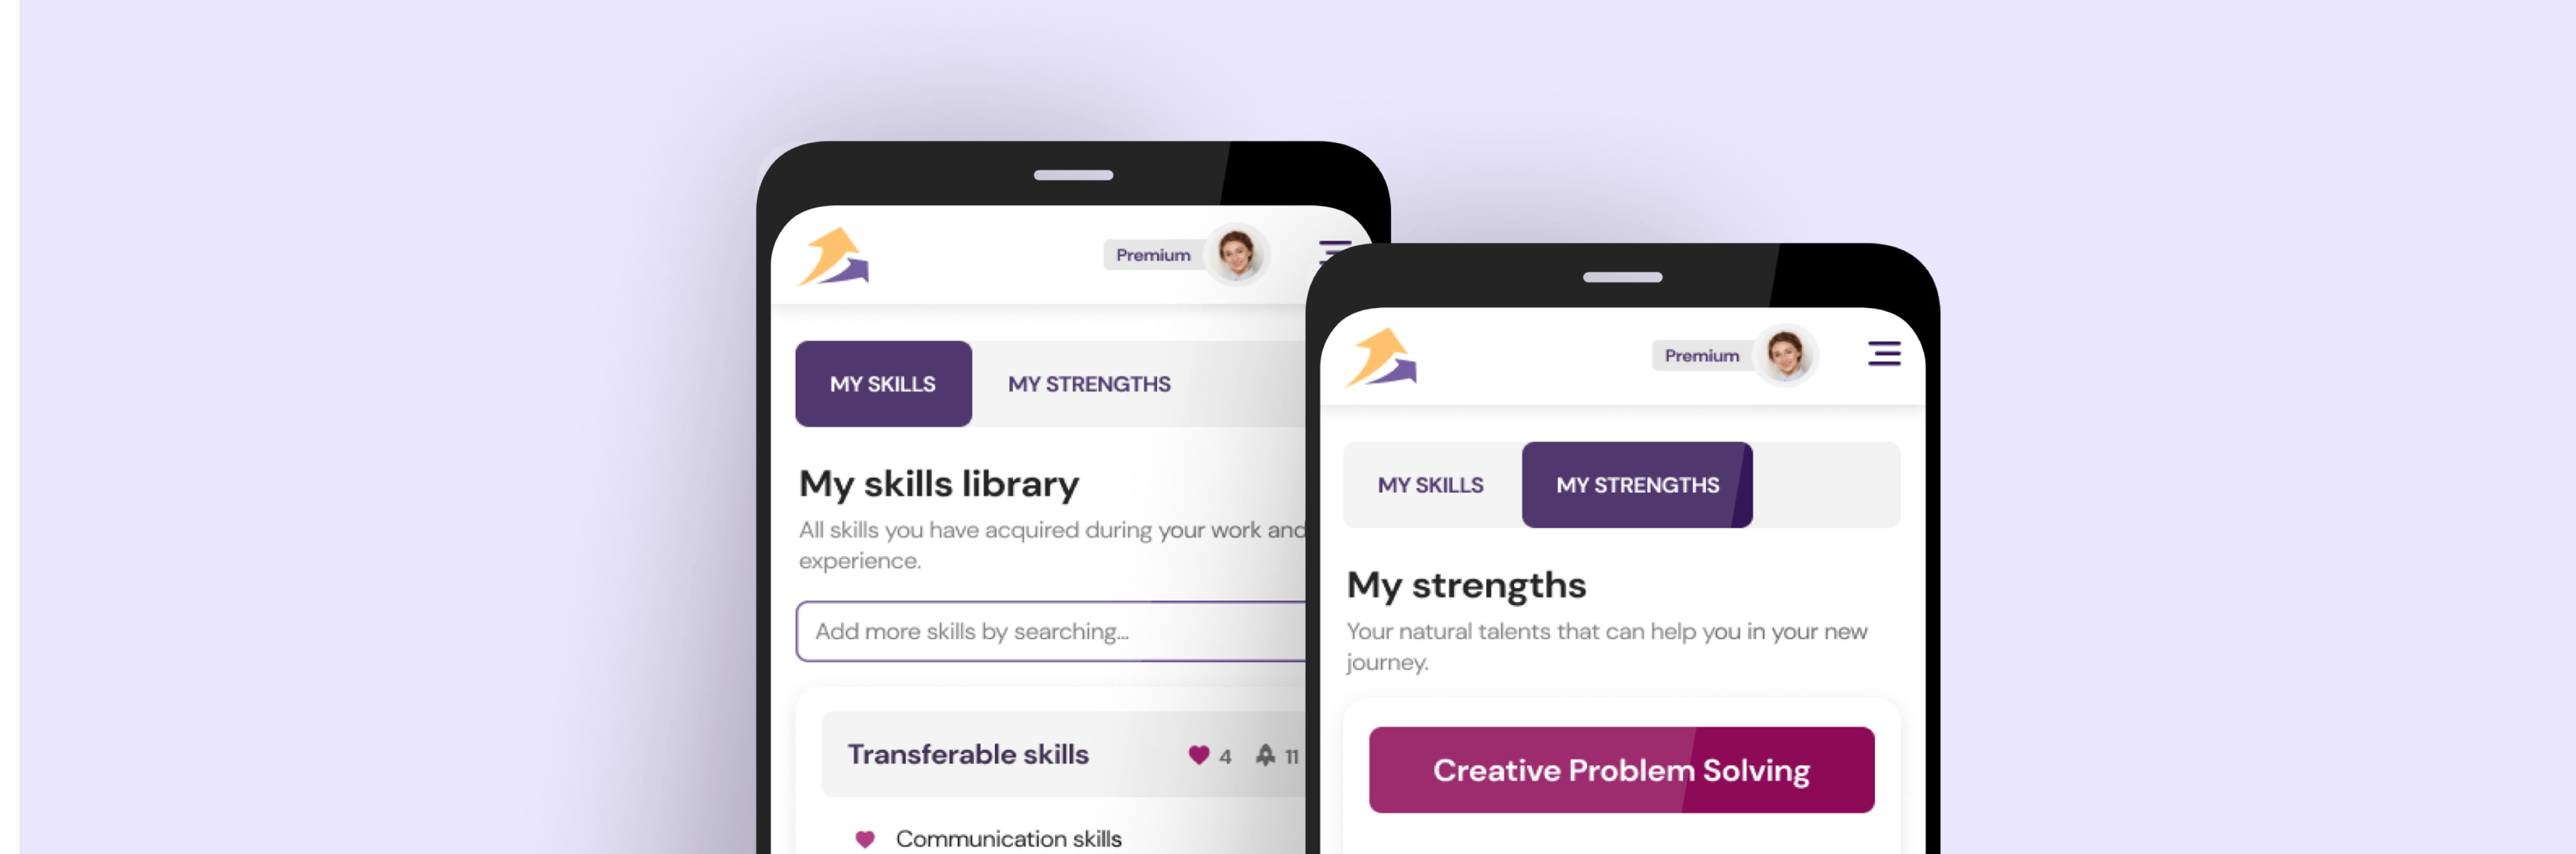 Premium
MY SKILLS
MY STRENGTHS
My skills library
All skills you have acquired during your work and
experience.
Add more skills by searching...
Transferable skills
4
11
Communication skills
Premium
MY SKILLS
MY STRENGTHS
My strengths
Your natural talents that can help you in your new
journey.
Creative Problem Solving